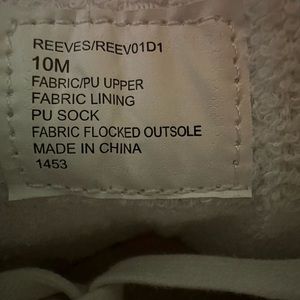 REEVES/REEV01D1
10M
FABRIC/PU UPPER
FABRIC LINING
PU SOCK
FABRIC FLOCKED OUTSOLE
MADE IN CHINA
1453